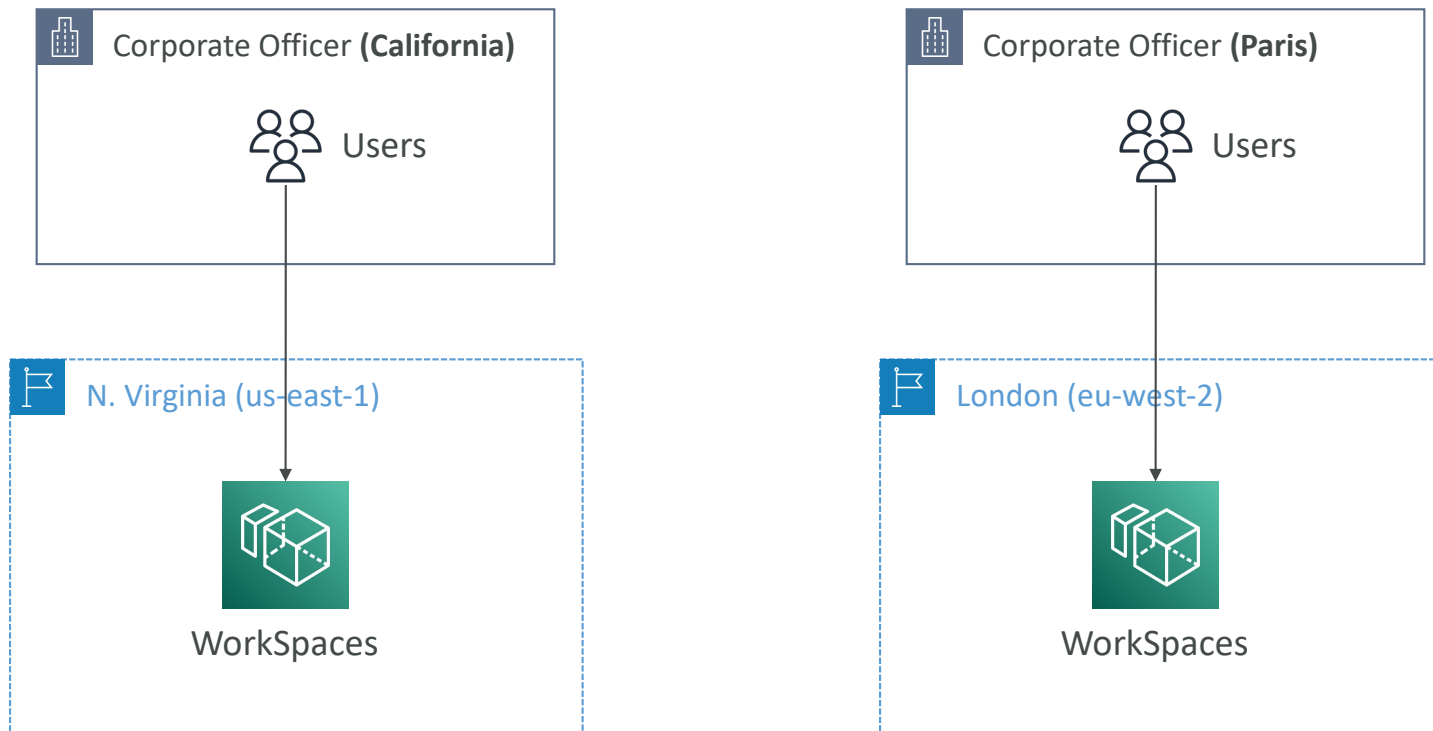 Corporate Officer (California)
Users
N. Virginia (us-east-1)
WorkSpaces
Corporate Officer (Paris)
Users
London (eu-west-2)
WorkSpaces